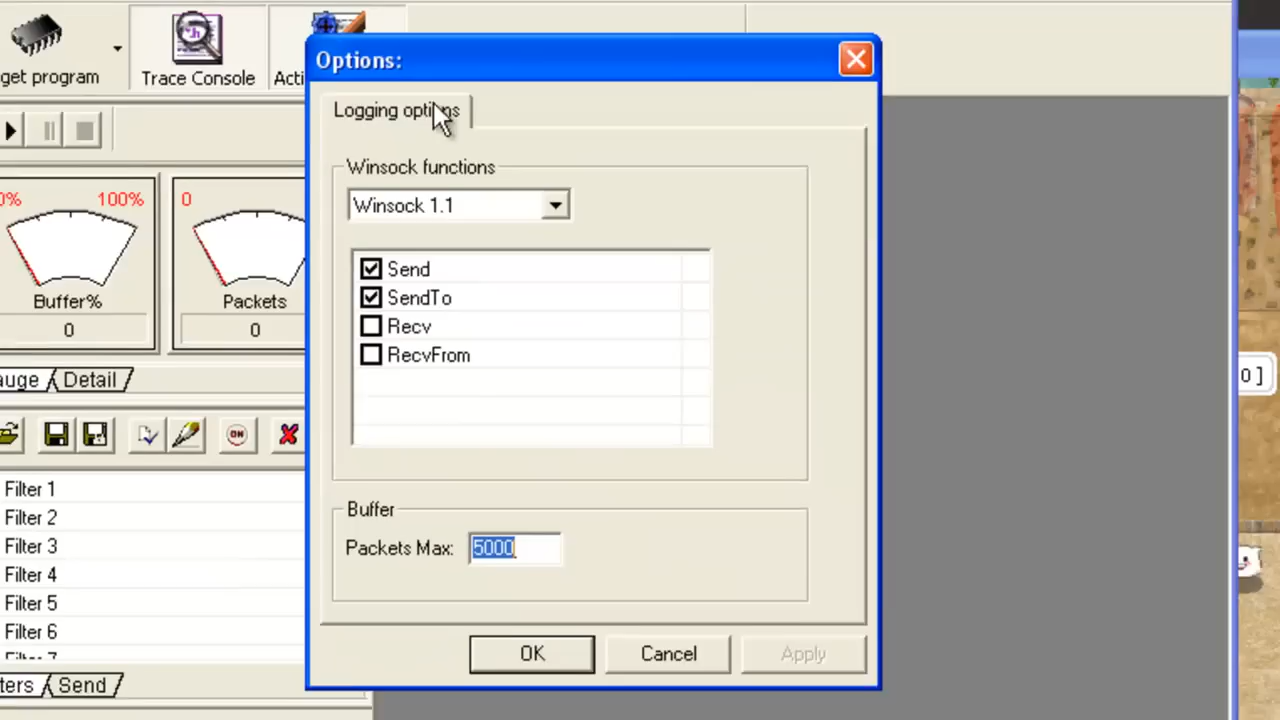 get program
Trace Console
Acti
Options:
Logging options
Winsock functions
Winsock 1.1
Send
SendTo
Recv
RecvFrom
Buffer
Packets Max: 5000
OK
Cancel
Apply
0%
100%
0
Buffer%
Packets
0
0
auge
Detail
ON
Filter 1
Filter 2
Filter 3
Filter 4
Filter 5
Filter 6
ters
Send
0 ]